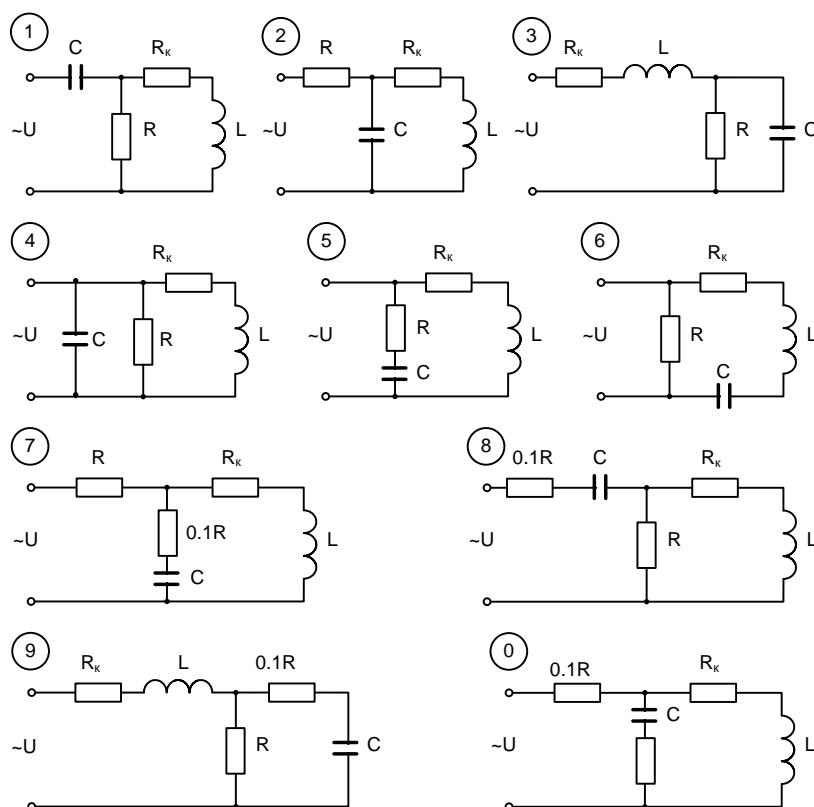 1 2 3
C Rк R Rк Rк L
~U R L ~U C L ~U R C
4 5 6
Rк Rк Rк
~U C R L ~U R C L ~U R C L
7 8
R Rк 0.1R C Rк
~U 0.1R C L ~U R L
9 0
Rк L 0.1R 0.1R Rк
~U R C ~U C L